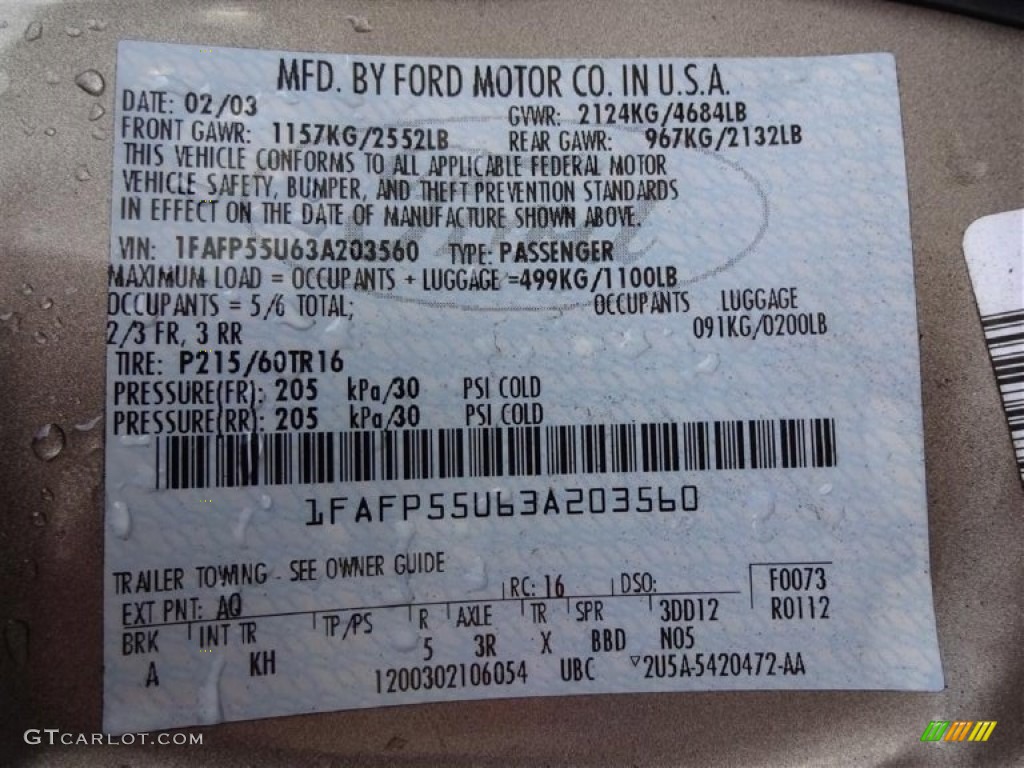 MFD. BY FORD MOTOR CO. IN U.S.A.
DATE: 02/03 GVWR: 2124KG/4684LB
FRONT GAWR: 1157KG/2552LB REAR GAWR: 967KG/2132LB
THIS VEHICLE CONFORMS TO ALL APPLICABLE FEDERAL MOTOR
VEHICLE SAFETY, BUMPER, AND THEFT PREVENTION STANDARDS
IN EFFECT ON THE DATE OF MANUFACTURE SHOWN ABOVE.
VIN: 1FAFP55U63A203560 TYPE: PASSENGER
MAXIMUM LOAD = OCCUPANTS + LUGGAGE =499KG/1100LB
OCCUPANTS = 5/6 TOTAL; OCCUPANTS LUGGAGE
2/3 FR, 3 RR 091KG/0200LB
TIRE: P215/60TR16
PRESSURE(FR): 205 kPa/30 PSI COLD
PRESSURE(RR): 205 kPa/30 PSI COLD
1FAFP55U63A203560
TRAILER TOWING - SEE OWNER GUIDE
EXT PNT: AQ RC: 16 DSO: F0073
BRK INT TR TP/PS R AXLE TR SPR 3DD12 R0112
A KH 5 3R X BBD N05
1200302106054 UBC ▽2U5A-5420472-AA
GTCARLOT.COM